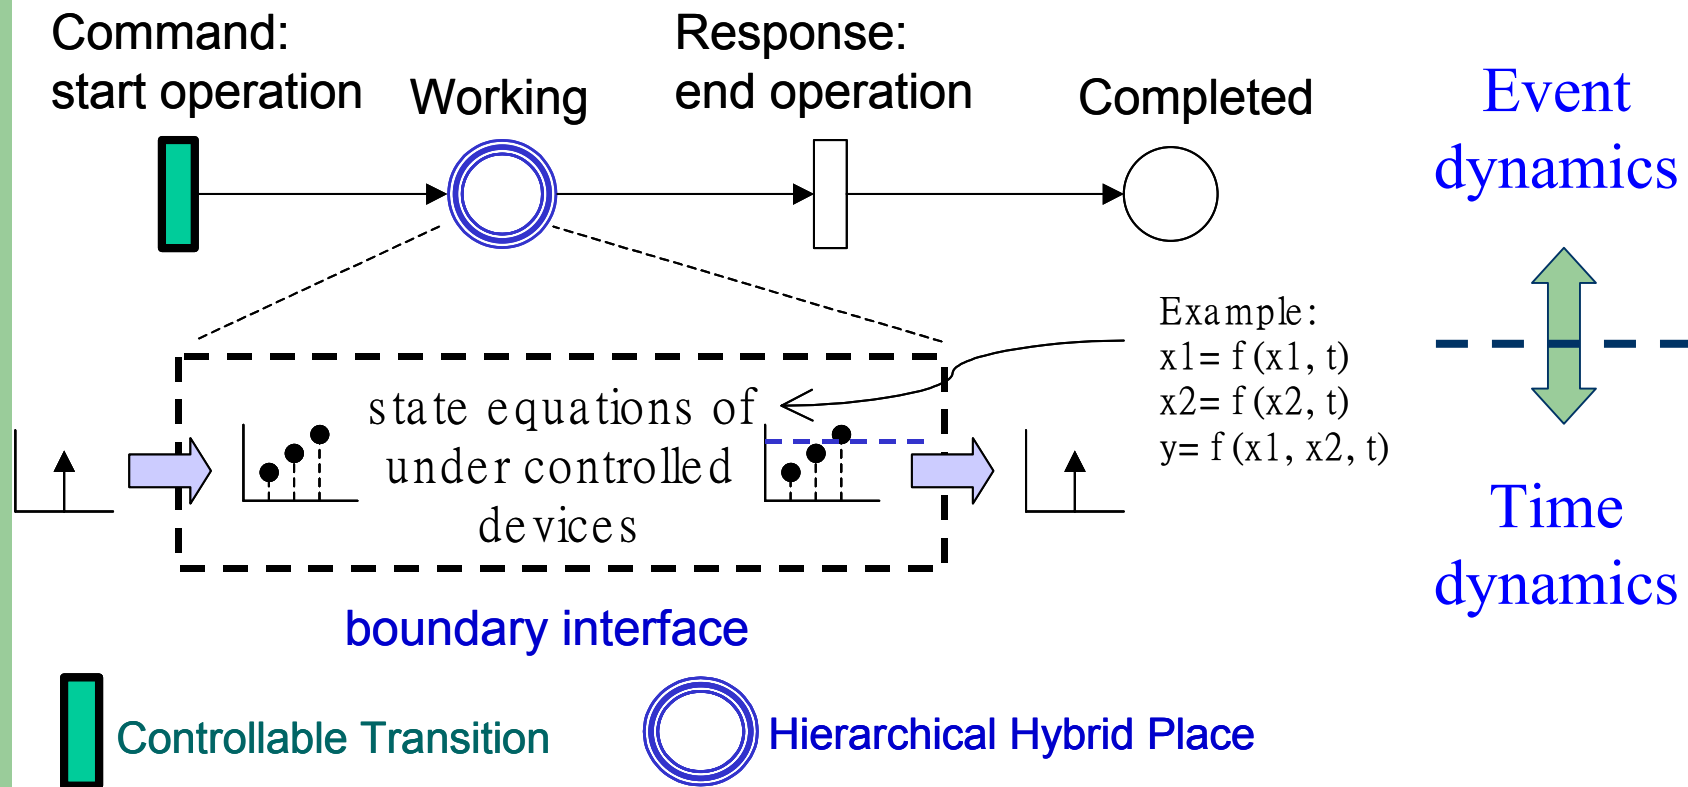 Command:
start operation
Working
Response:
end operation
Completed
Event
dynamics
Example:
x1= f(x1, t)
x2= f(x2, t)
y= f(x1, x2, t)
state equations of
under controlled
devices
Time
dynamics
boundary interface
Controllable Transition
Hierarchical Hybrid Place